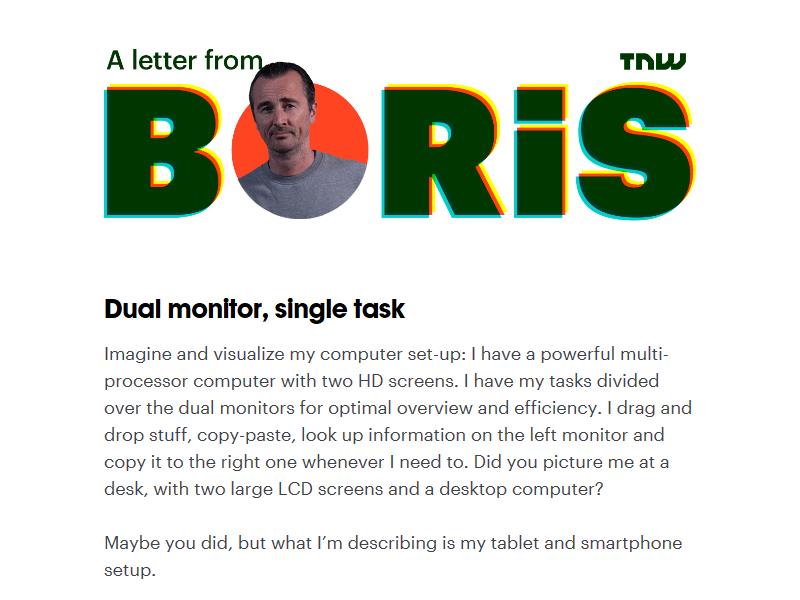 A letter from
TNW
BORiS
Dual monitor, single task
Imagine and visualize my computer set-up: I have a powerful multi-
processor computer with two HD screens. I have my tasks divided
over the dual monitors for optimal overview and efficiency. I drag and
drop stuff, copy-paste, look up information on the left monitor and
copy it to the right one whenever I need to. Did you picture me at a
desk, with two large LCD screens and a desktop computer?
Maybe you did, but what I’m describing is my tablet and smartphone
setup.